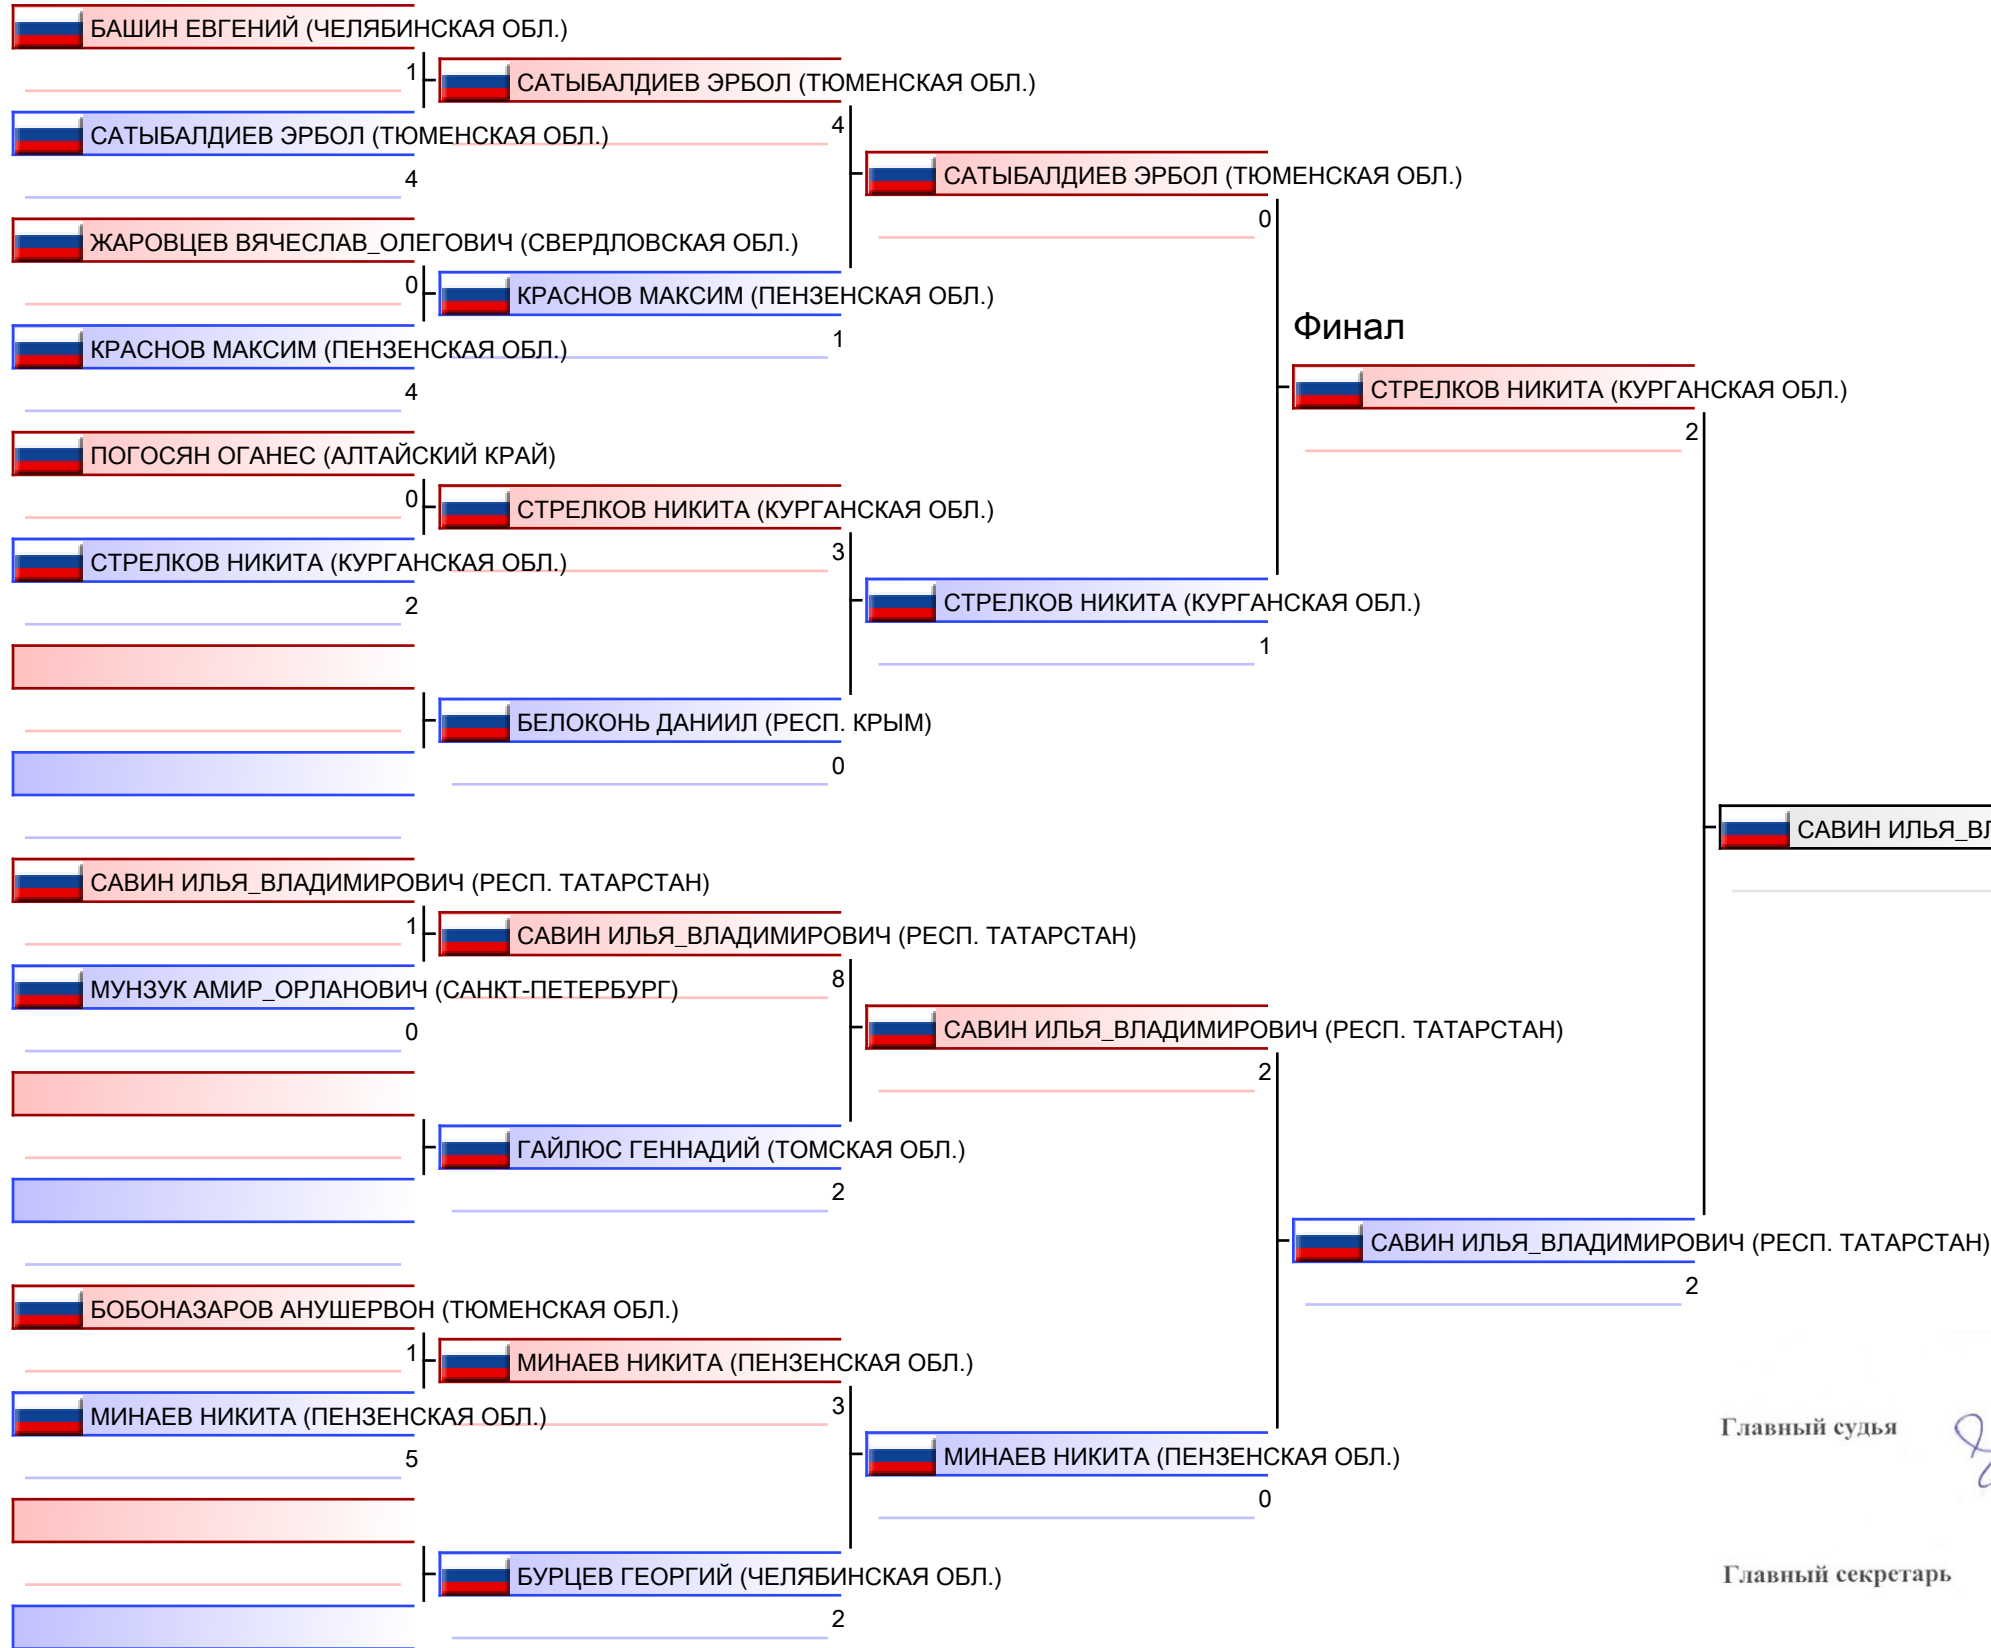 БАШИН ЕВГЕНИЙ (ЧЕЛЯБИНСКАЯ ОБЛ.)
1
САТЫБАЛДИЕВ ЭРБОЛ (ТЮМЕНСКАЯ ОБЛ.)
4
ЖАРОВЦЕВ ВЯЧЕСЛАВ_ОЛЕГОВИЧ (СВЕРДЛОВСКАЯ ОБЛ.)
0
КРАСНОВ МАКСИМ (ПЕНЗЕНСКАЯ ОБЛ.)
4
ПОГОСЯН ОГАНЕС (АЛТАЙСКИЙ КРАЙ)
0
СТРЕЛКОВ НИКИТА (КУРГАНСКАЯ ОБЛ.)
2
САВИН ИЛЬЯ_ВЛАДИМИРОВИЧ (РЕСП. ТАТАРСТАН)
1
МУНЗУК АМИР_ОРЛАНОВИЧ (САНКТ-ПЕТЕРБУРГ)
0
БОБОНАЗАРОВ АНУШЕРВОН (ТЮМЕНСКАЯ ОБЛ.)
1
МИНАЕВ НИКИТА (ПЕНЗЕНСКАЯ ОБЛ.)
5
САТЫБАЛДИЕВ ЭРБОЛ (ТЮМЕНСКАЯ ОБЛ.)
4
КРАСНОВ МАКСИМ (ПЕНЗЕНСКАЯ ОБЛ.)
1
СТРЕЛКОВ НИКИТА (КУРГАНСКАЯ ОБЛ.)
3
БЕЛОКОНЬ ДАНИИЛ (РЕСП. КРЫМ)
0
САВИН ИЛЬЯ_ВЛАДИМИРОВИЧ (РЕСП. ТАТАРСТАН)
8
ГАЙЛЮС ГЕННАДИЙ (ТОМСКАЯ ОБЛ.)
2
МИНАЕВ НИКИТА (ПЕНЗЕНСКАЯ ОБЛ.)
3
БУРЦЕВ ГЕОРГИЙ (ЧЕЛЯБИНСКАЯ ОБЛ.)
2
САТЫБАЛДИЕВ ЭРБОЛ (ТЮМЕНСКАЯ ОБЛ.)
0
СТРЕЛКОВ НИКИТА (КУРГАНСКАЯ ОБЛ.)
1
САВИН ИЛЬЯ_ВЛАДИМИРОВИЧ (РЕСП. ТАТАРСТАН)
2
МИНАЕВ НИКИТА (ПЕНЗЕНСКАЯ ОБЛ.)
0
Финал
СТРЕЛКОВ НИКИТА (КУРГАНСКАЯ ОБЛ.)
2
САВИН ИЛЬЯ_ВЛАДИМИРОВИЧ (РЕСП. ТАТАРСТАН)
2
САВИН ИЛЬЯ_ВЛ
Главный судья
Главный секретарь